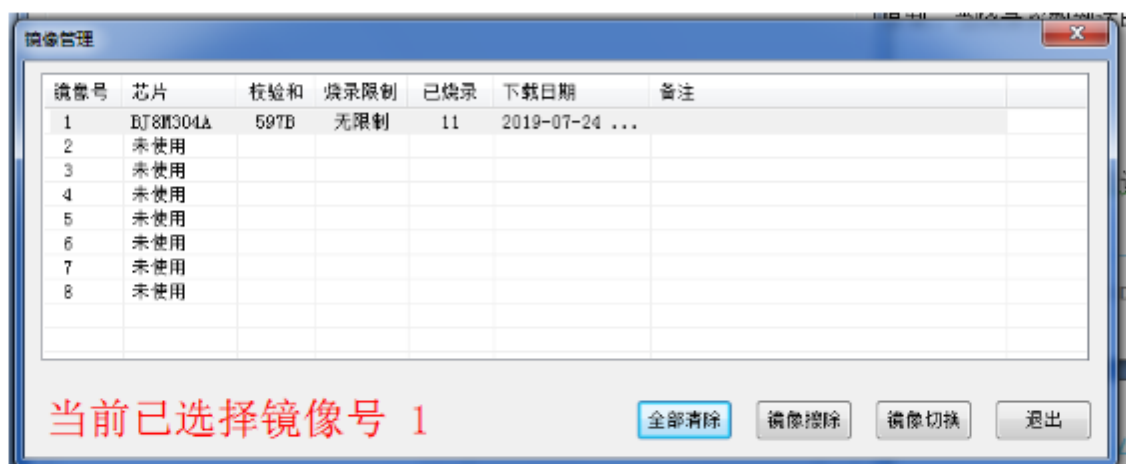 镜像管理
镜像号 芯片 校验和 烧录限制 已烧录 下载日期 备注
1 BJ8M304A 597B 无限制 11 2019-07-24 ...
2 未使用
3 未使用
4 未使用
5 未使用
6 未使用
7 未使用
8 未使用
当前已选择镜像号 1 全部清除 镜像擦除 镜像切换 退出